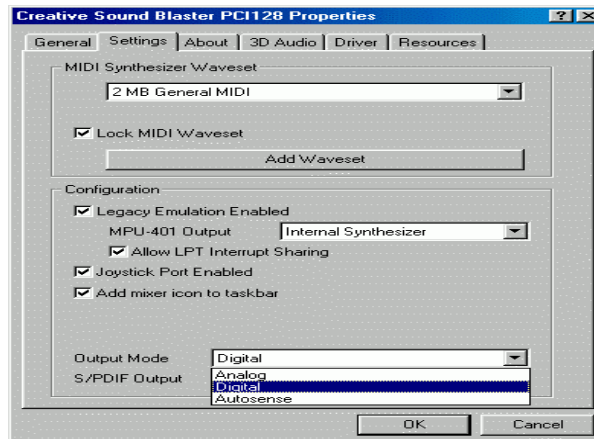 Creative Sound Blaster PCI128 Properties
General Settings About 3D Audio Driver Resources
MIDI Synthesizer Waveset
2 MB General MIDI
Lock MIDI Waveset
Add Waveset
Configuration
Legacy Emulation Enabled
MPU-401 Output Internal Synthesizer
Allow LPT Interrupt Sharing
Joystick Port Enabled
Add mixer icon to taskbar
Output Mode Digital
S/PDIF Output Analog
Digital
Autosense
OK Cancel